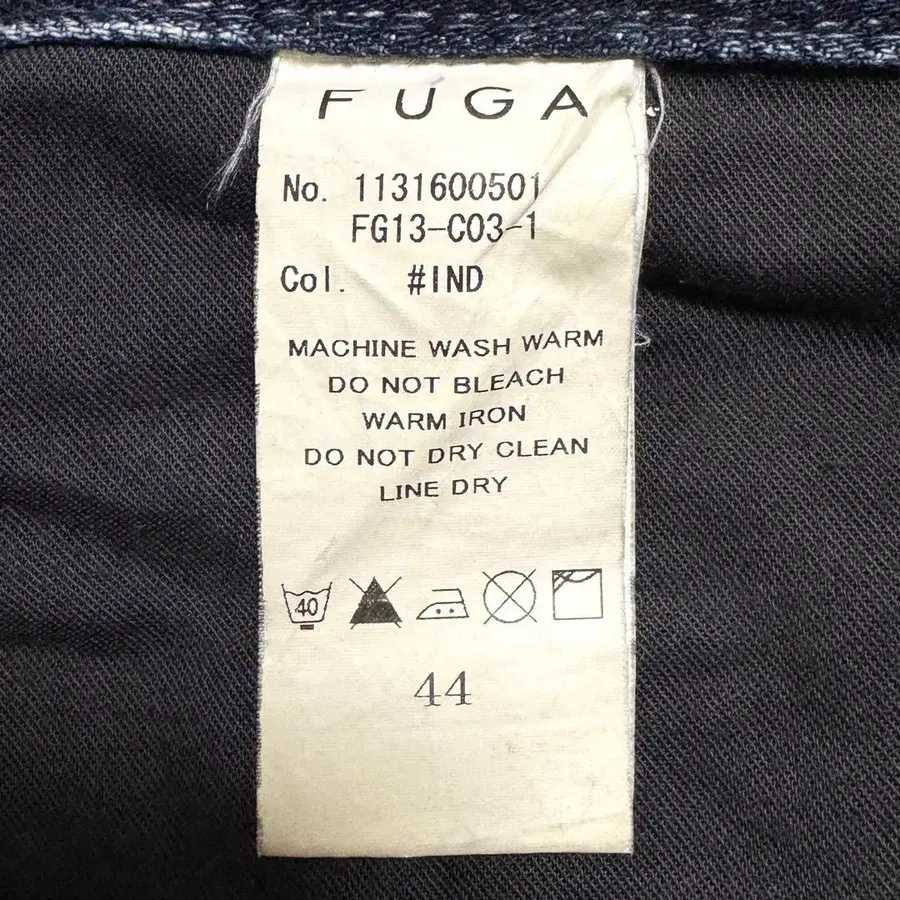 FUGA
No. 1131600501
FG13-C03-1
Col. #IND
MACHINE WASH WARM
DO NOT BLEACH
WARM IRON
DO NOT DRY CLEAN
LINE DRY
40
44